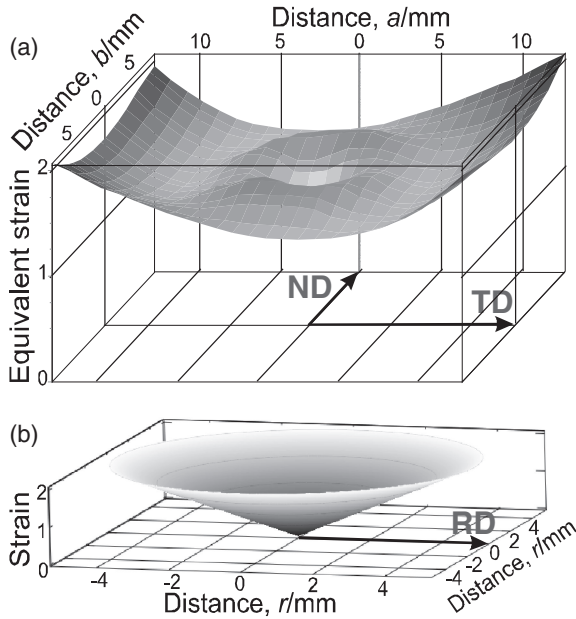 (a)
Distance, a/mm
10 5 0 5 10
Distance, b/mm
5
0
5
Equivalent strain
2
1
0
ND
TD
(b)
Strain
2
1
0
RD
-4 -2 0 2 4
Distance, r/mm
-4 -2 0 2 4
Distance, r/mm